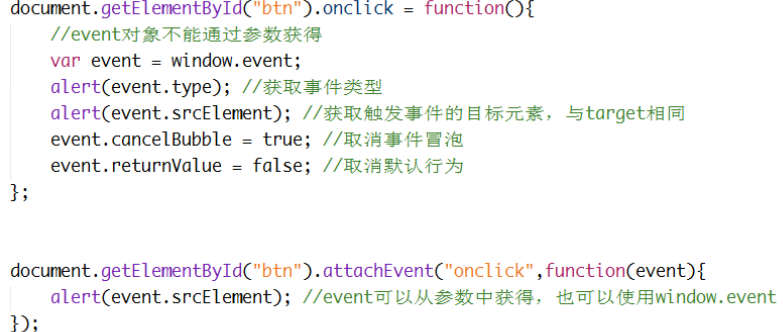 document.getElementById("btn").onclick = function(){
//event对象不能通过参数获得
var event = window.event;
alert(event.type); //获取事件类型
alert(event.srcElement); //获取触发事件的目标元素，与target相同
event.cancelBubble = true; //取消事件冒泡
event.returnValue = false; //取消默认行为
};
document.getElementById("btn").attachEvent("onclick",function(event){
alert(event.srcElement); //event可以从参数中获得，也可以使用window.event
});